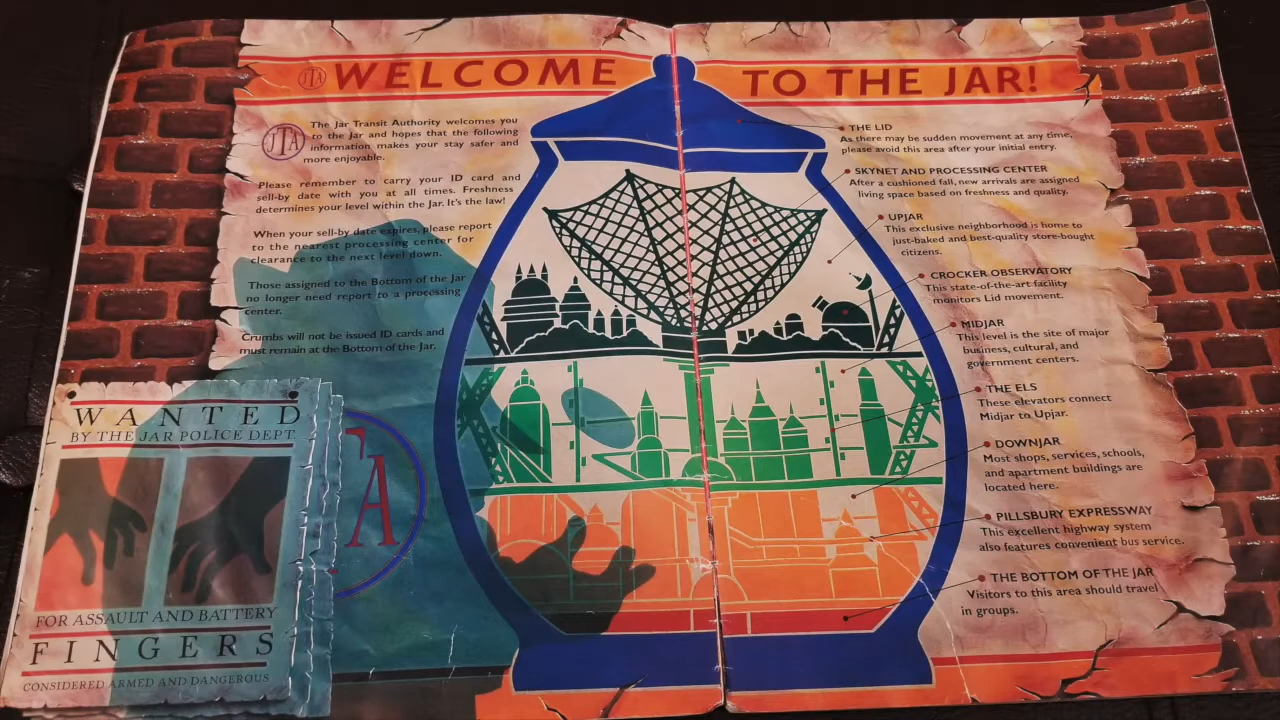 JTA WELCOME TO THE JAR!
JTA
The Jar Transit Authority welcomes you
to the Jar and hopes that the following
information makes your stay safer and
more enjoyable.
Please remember to carry your ID card and
sell-by date with you at all times. Freshness
determines your level within the Jar. It's the law!
When your sell-by date expires, please report
to the nearest processing center for
clearance to the next level down.
Those assigned to the Bottom of the Jar
no longer need report to a processing
center.
Crumbs will not be issued ID cards and
must remain at the Bottom of the Jar.
WANTED
BY THE JAR POLICE DEPT.
FOR ASSAULT AND BATTERY
FINGERS
CONSIDERED ARMED AND DANGEROUS
TA
THE LID
As there may be sudden movement at any time,
please avoid this area after your initial entry.
SKYNET AND PROCESSING CENTER
After a cushioned fall, new arrivals are assigned
living space based on freshness and quality.
UPJAR
This exclusive neighborhood is home to
just-baked and best-quality store-bought
citizens.
CROCKER OBSERVATORY
This state-of-the-art facility
monitors Lid movement.
MIDJAR
This level is the site of major
business, cultural, and
government centers.
THE ELS
These elevators connect
Midjar to Upjar.
DOWNJAR
Most shops, services, schools,
and apartment buildings are
located here.
PILLSBURY EXPRESSWAY
This excellent highway system
also features convenient bus service.
THE BOTTOM OF THE JAR
Visitors to this area should travel
in groups.